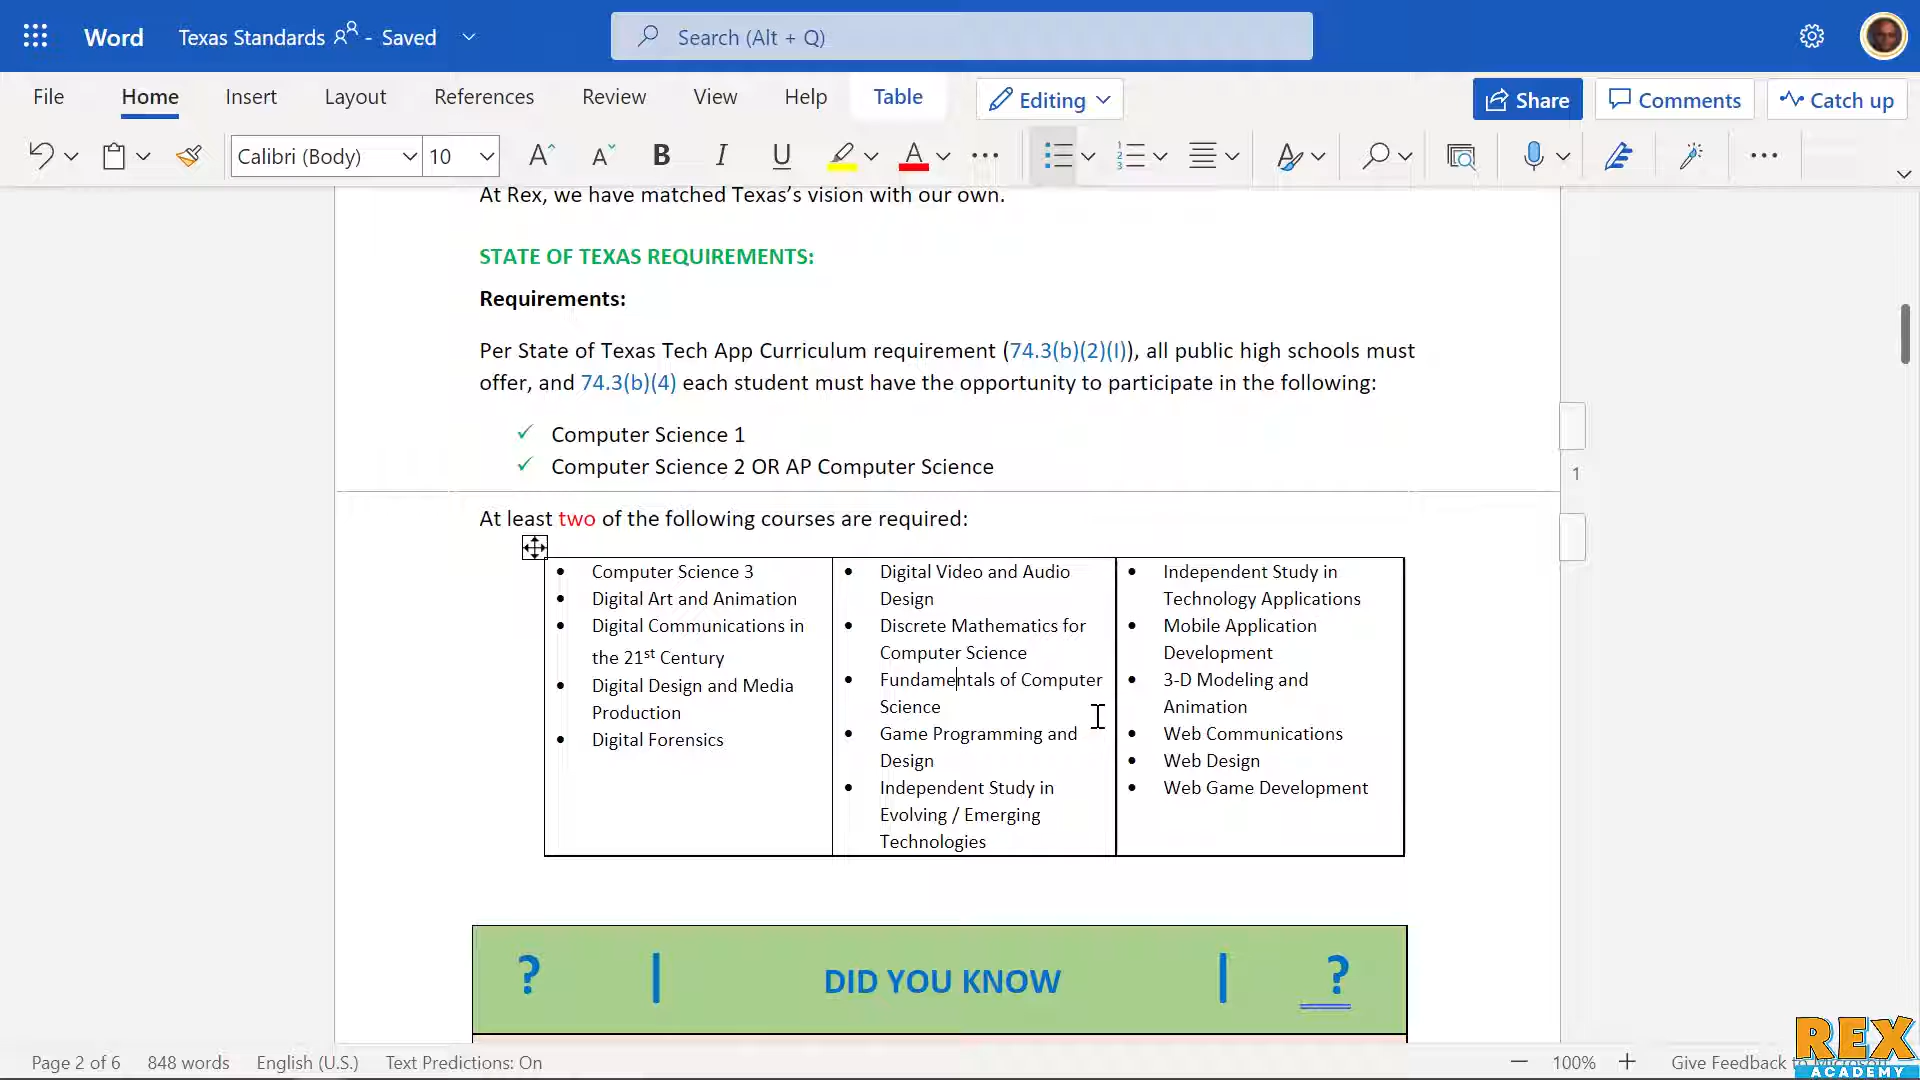 Word
Texas Standards - Saved
Search (Alt + Q)
File
Home
Insert
Layout
References
Review
View
Help
Table
Editing
Share
Comments
Catch up
Calibri (Body)
10
At Rex, we have matched Texas’s vision with our own.
STATE OF TEXAS REQUIREMENTS:
Requirements:
Per State of Texas Tech App Curriculum requirement (74.3(b)(2)(I)), all public high schools must
offer, and 74.3(b)(4) each student must have the opportunity to participate in the following:
Computer Science 1
Computer Science 2 OR AP Computer Science
1
At least two of the following courses are required:
Computer Science 3
Digital Art and Animation
Digital Communications in
the 21st Century
Digital Design and Media
Production
Digital Forensics
Digital Video and Audio
Design
Discrete Mathematics for
Computer Science
Fundamentals of Computer
Science
Game Programming and
Design
Independent Study in
Evolving / Emerging
Technologies
Independent Study in
Technology Applications
Mobile Application
Development
3-D Modeling and
Animation
Web Communications
Web Design
Web Game Development
? | DID YOU KNOW | ?
Page 2 of 6
848 words
English (U.S.)
Text Predictions: On
100%
Give Feedback
REX
ACADEMY